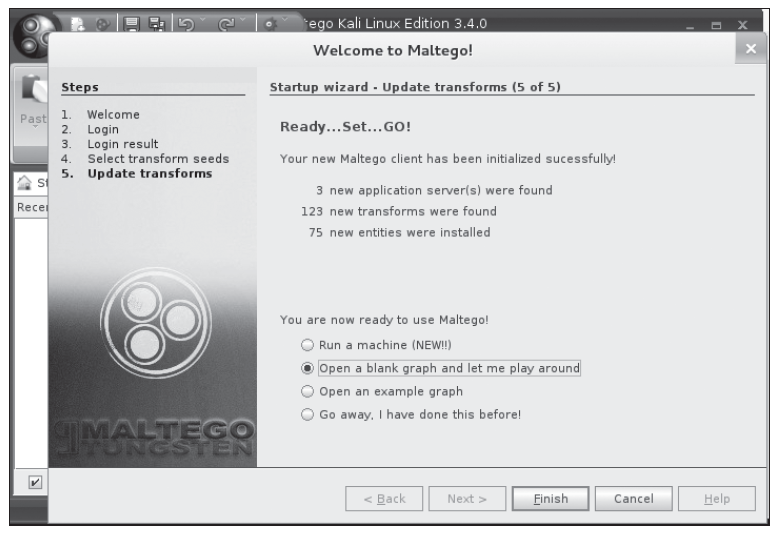 ego Kali Linux Edition 3.4.0
Welcome to Maltego!
Past
Recei
Steps
1. Welcome
2. Login
3. Login result
4. Select transform seeds
5. Update transforms
Startup wizard - Update transforms (5 of 5)
Ready...Set...GO!
Your new Maltego client has been initialized sucessfully!
3 new application server(s) were found
123 new transforms were found
75 new entities were installed
You are now ready to use Maltego!
Run a machine (NEW!!)
Open a blank graph and let me play around
Open an example graph
Go away, I have done this before!
MALTEGO
TUNGSTEN
< Back
Next >
Finish
Cancel
Help